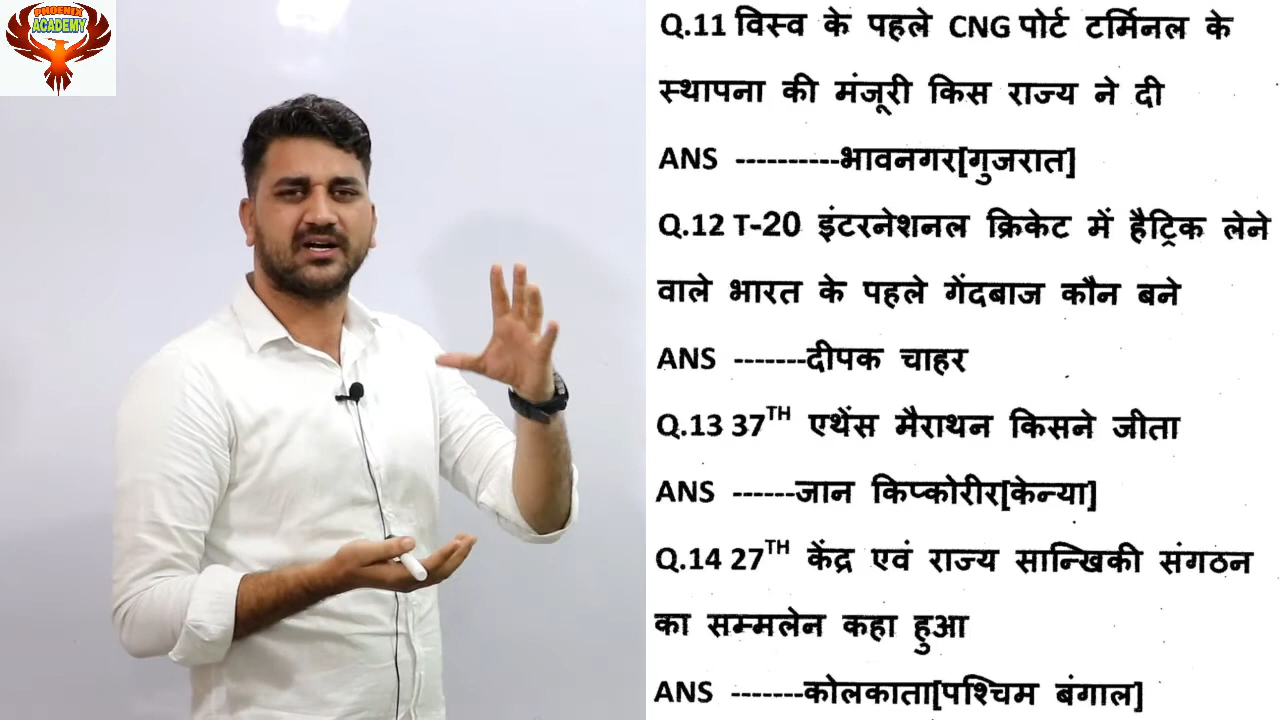 PHOENIX
ACADEMY
Q.11 विस्व के पहले CNG पोर्ट टर्मिनल के
स्थापना की मंजूरी किस राज्य ने दी
ANS ----------भावनगर[गुजरात]
Q.12 T-20 इंटरनेशनल क्रिकेट में हैट्रिक लेने
वाले भारत के पहले गेंदबाज कौन बने
ANS -------दीपक चाहर
Q.13 37TH एथेंस मैराथन किसने जीता
ANS ------जान किप्कोरीर[केन्या]
Q.14 27TH केंद्र एवं राज्य सान्खिकी संगठन
का सम्मलेन कहा हुआ
ANS -------कोलकाता[पश्चिम बंगाल]